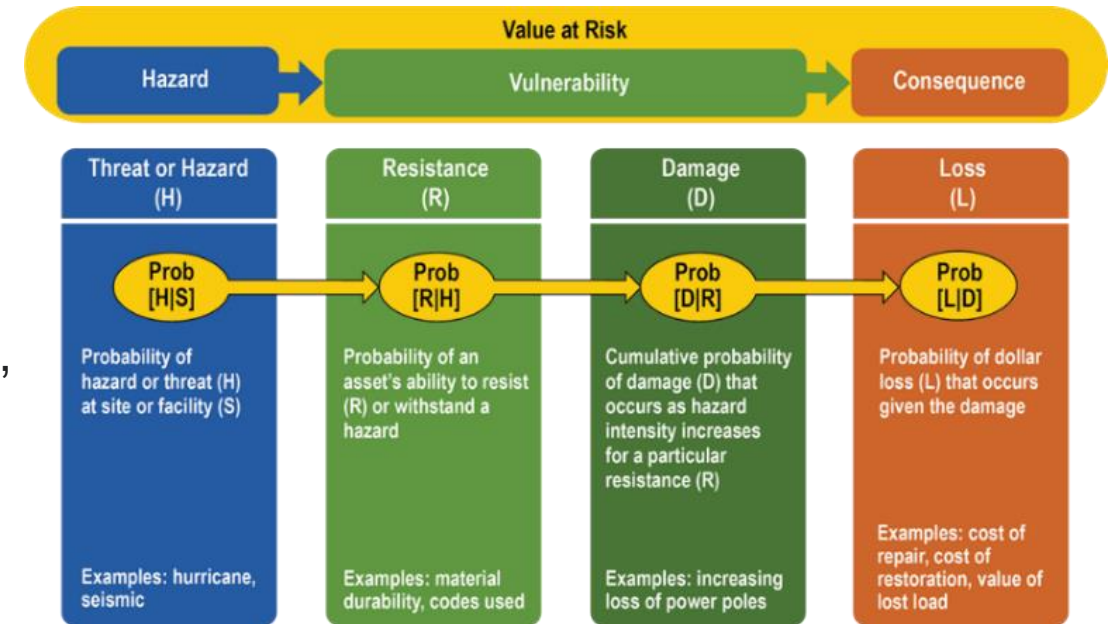 Value at Risk
Hazard
Vulnerability
Consequence
Threat or Hazard
(H)
Prob
[H|S]
Probability of
hazard or threat (H)
at site or facility (S)
Examples: hurricane,
seismic
Resistance
(R)
Prob
[R|H]
Probability of an
asset's ability to resist
(R) or withstand a
hazard
Examples: material
durability, codes used
Damage
(D)
Prob
[D|R]
Cumulative probability
of damage (D) that
occurs as hazard
intensity increases
for a particular
resistance (R)
Examples: increasing
loss of power poles
Loss
(L)
Prob
[L|D]
Probability of dollar
loss (L) that occurs
given the damage
Examples: cost of
repair, cost of
restoration, value of
lost load
,